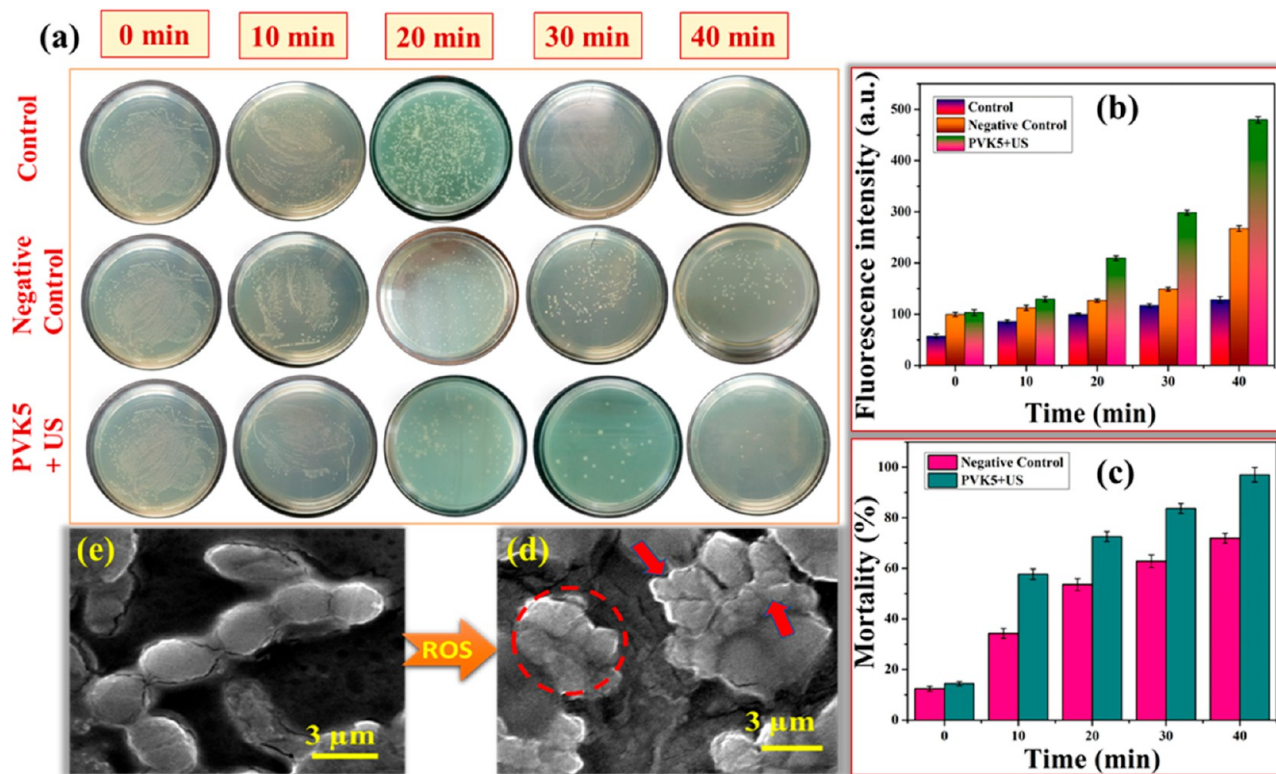 (a)
0 min
10 min
20 min
30 min
40 min
Control
Negative
Control
PVK5
+ US
(b)
Control
Negative Control
PVK5+US
Fluorescence intensity (a.u.)
500
400
300
200
100
0
0
10
20
30
40
Time (min)
(c)
Negative Control
PVK5+US
Mortality (%)
100
80
60
40
20
0
0
10
20
30
40
Time (min)
(e)
3 μm
ROS
(d)
3 μm